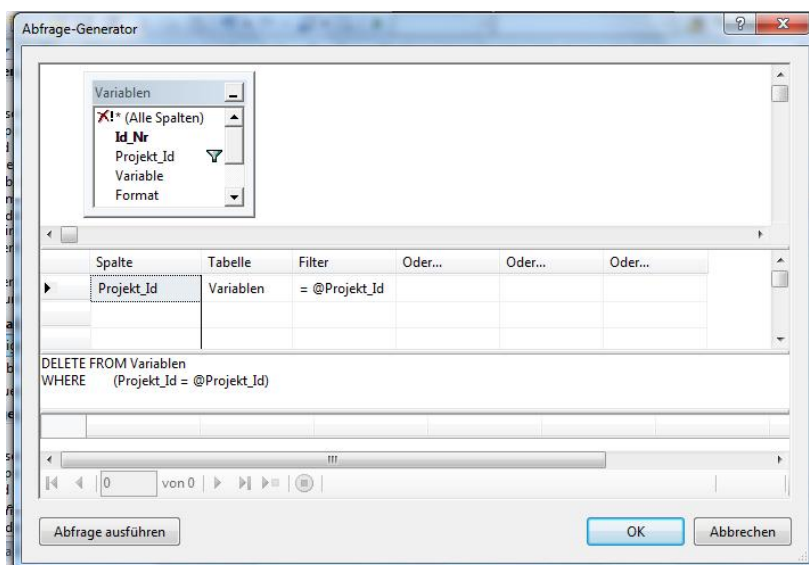 Abfrage-Generator
Variablen
* (Alle Spalten)
Id_Nr
Projekt_Id
Variable
Format
Spalte Tabelle Filter Oder... Oder... Oder...
Projekt_Id Variablen = @Projekt_Id
DELETE FROM Variablen
WHERE (Projekt_Id = @Projekt_Id)
0 von 0
Abfrage ausführen OK Abbrechen